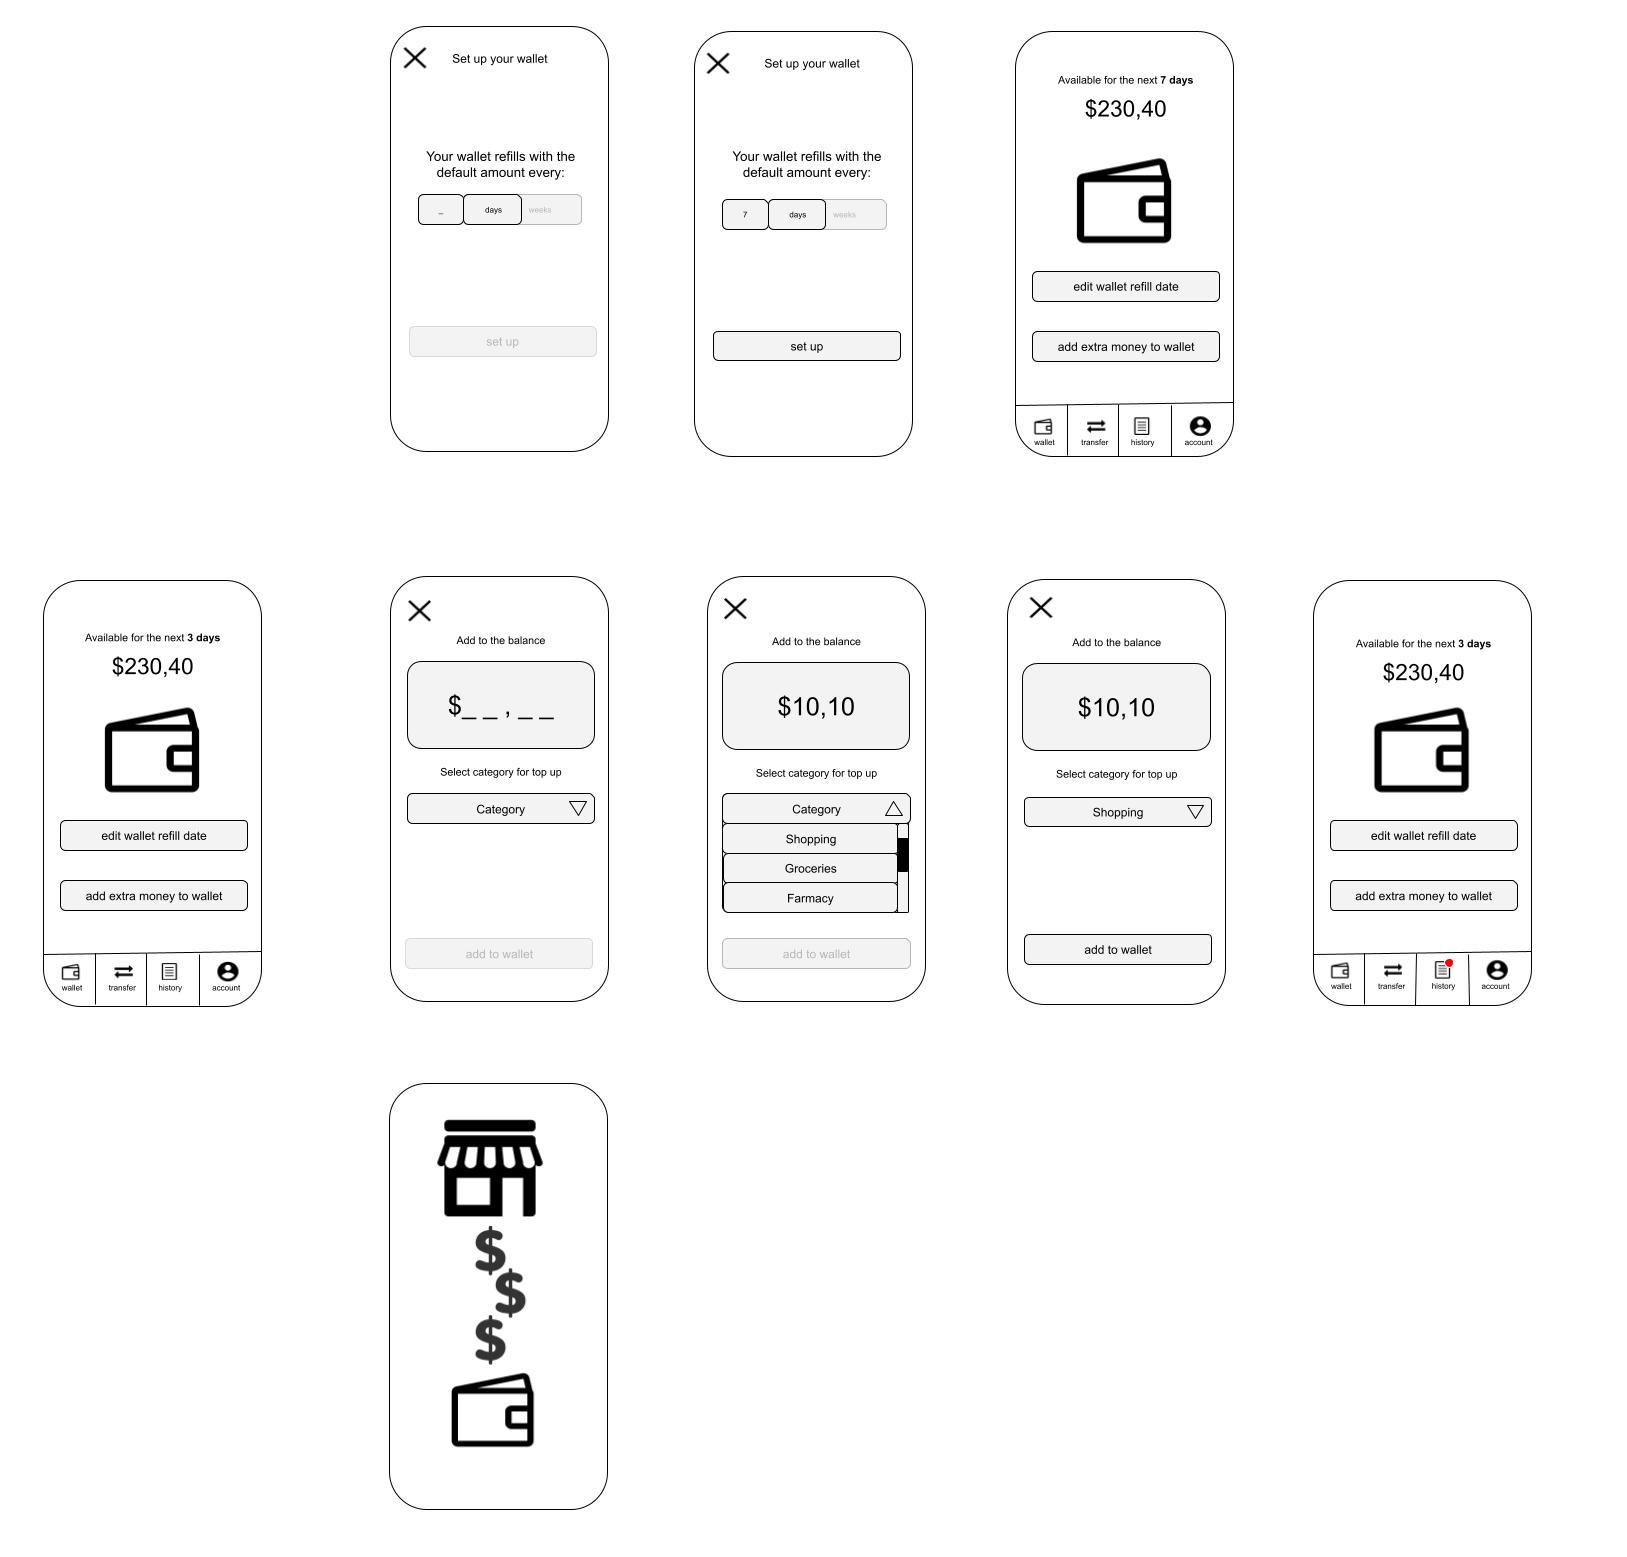 Set up your wallet
Your wallet refills with the
default amount every:
_ days weeks
set up
Set up your wallet
Your wallet refills with the
default amount every:
7 days weeks
set up
Available for the next 7 days
$230,40
edit wallet refill date
add extra money to wallet
wallet transfer history account
Available for the next 3 days
$230,40
edit wallet refill date
add extra money to wallet
wallet transfer history account
Add to the balance
$_ _ , _ _
Select category for top up
Category
add to wallet
Add to the balance
$10,10
Select category for top up
Category
Shopping
Groceries
Farmacy
add to wallet
Add to the balance
$10,10
Select category for top up
Shopping
add to wallet
Available for the next 3 days
$230,40
edit wallet refill date
add extra money to wallet
wallet transfer history account
$
$
$